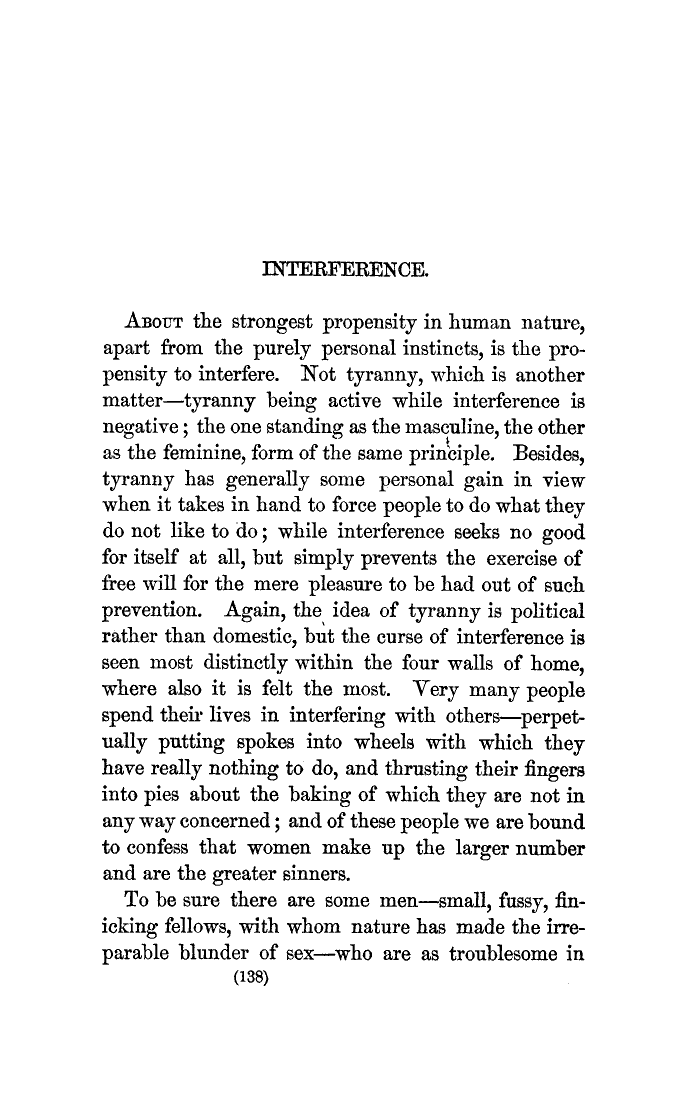 INTERFERENCE.
ABOUT the strongest propensity in human nature,
apart from the purely personal instincts, is the pro-
pensity to interfere. Not tyranny, which is another
matter—tyranny being active while interference is
negative; the one standing as the masculine, the other
as the feminine, form of the same principle. Besides,
tyranny has generally some personal gain in view
when it takes in hand to force people to do what they
do not like to do; while interference seeks no good
for itself at all, but simply prevents the exercise of
free will for the mere pleasure to be had out of such
prevention. Again, the idea of tyranny is political
rather than domestic, but the curse of interference is
seen most distinctly within the four walls of home,
where also it is felt the most. Very many people
spend their lives in interfering with others—perpet-
ually putting spokes into wheels with which they
have really nothing to do, and thrusting their fingers
into pies about the baking of which they are not in
any way concerned; and of these people we are bound
to confess that women make up the larger number
and are the greater sinners.
To be sure there are some men—small, fussy, fin-
icking fellows, with whom nature has made the irre-
parable blunder of sex—who are as troublesome in
(138)